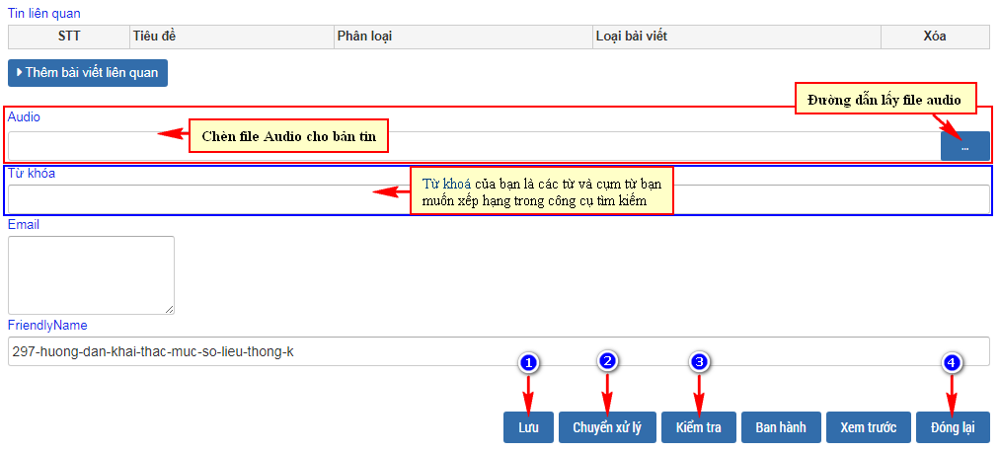 Tin liên quan
STT Tiêu đề Phân loại Loại bài viết Xóa
Thêm bài viết liên quan
Đường dẫn lấy file audio
Audio
Chèn file Audio cho bản tin
...
Từ khóa
Từ khoá của bạn là các từ và cụm từ bạn
muốn xếp hạng trong công cụ tìm kiếm
Email
FriendlyName
297-huong-dan-khai-thac-muc-so-lieu-thong-k
1 2 3 4
Lưu Chuyển xử lý Kiểm tra Ban hành Xem trước Đóng lại